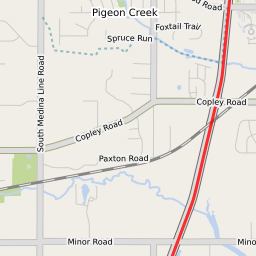 Pigeon Creek
Foxtail Trail
Road
Spruce Run
South Medina Line Road
Copley Road
Copley Road
Paxton Road
Minor Road
Mino